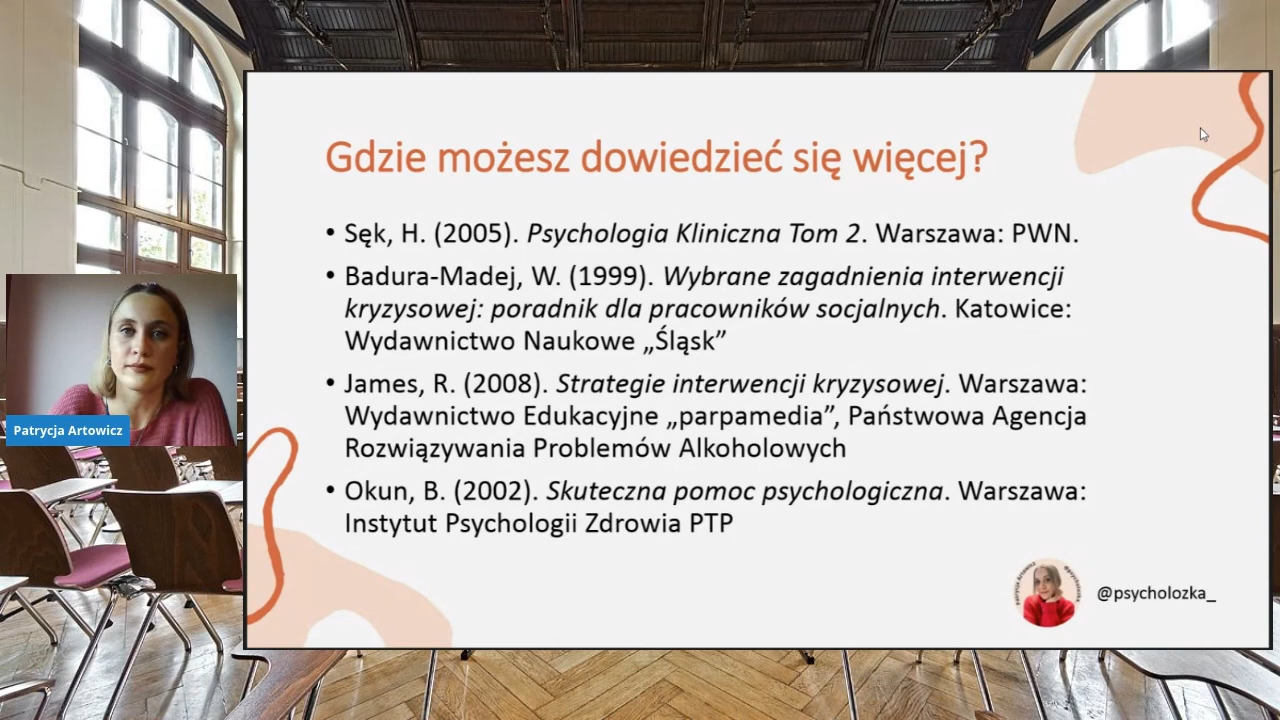 Gdzie możesz dowiedzieć się więcej?
• Sęk, H. (2005). Psychologia Kliniczna Tom 2. Warszawa: PWN.
• Badura-Madej, W. (1999). Wybrane zagadnienia interwencji
kryzysowej: poradnik dla pracowników socjalnych. Katowice:
Wydawnictwo Naukowe „Śląsk”
• James, R. (2008). Strategie interwencji kryzysowej. Warszawa:
Wydawnictwo Edukacyjne „parpamedia”, Państwowa Agencja
Rozwiązywania Problemów Alkoholowych
• Okun, B. (2002). Skuteczna pomoc psychologiczna. Warszawa:
Instytut Psychologii Zdrowia PTP
Patrycja Artowicz
@psycholozka_